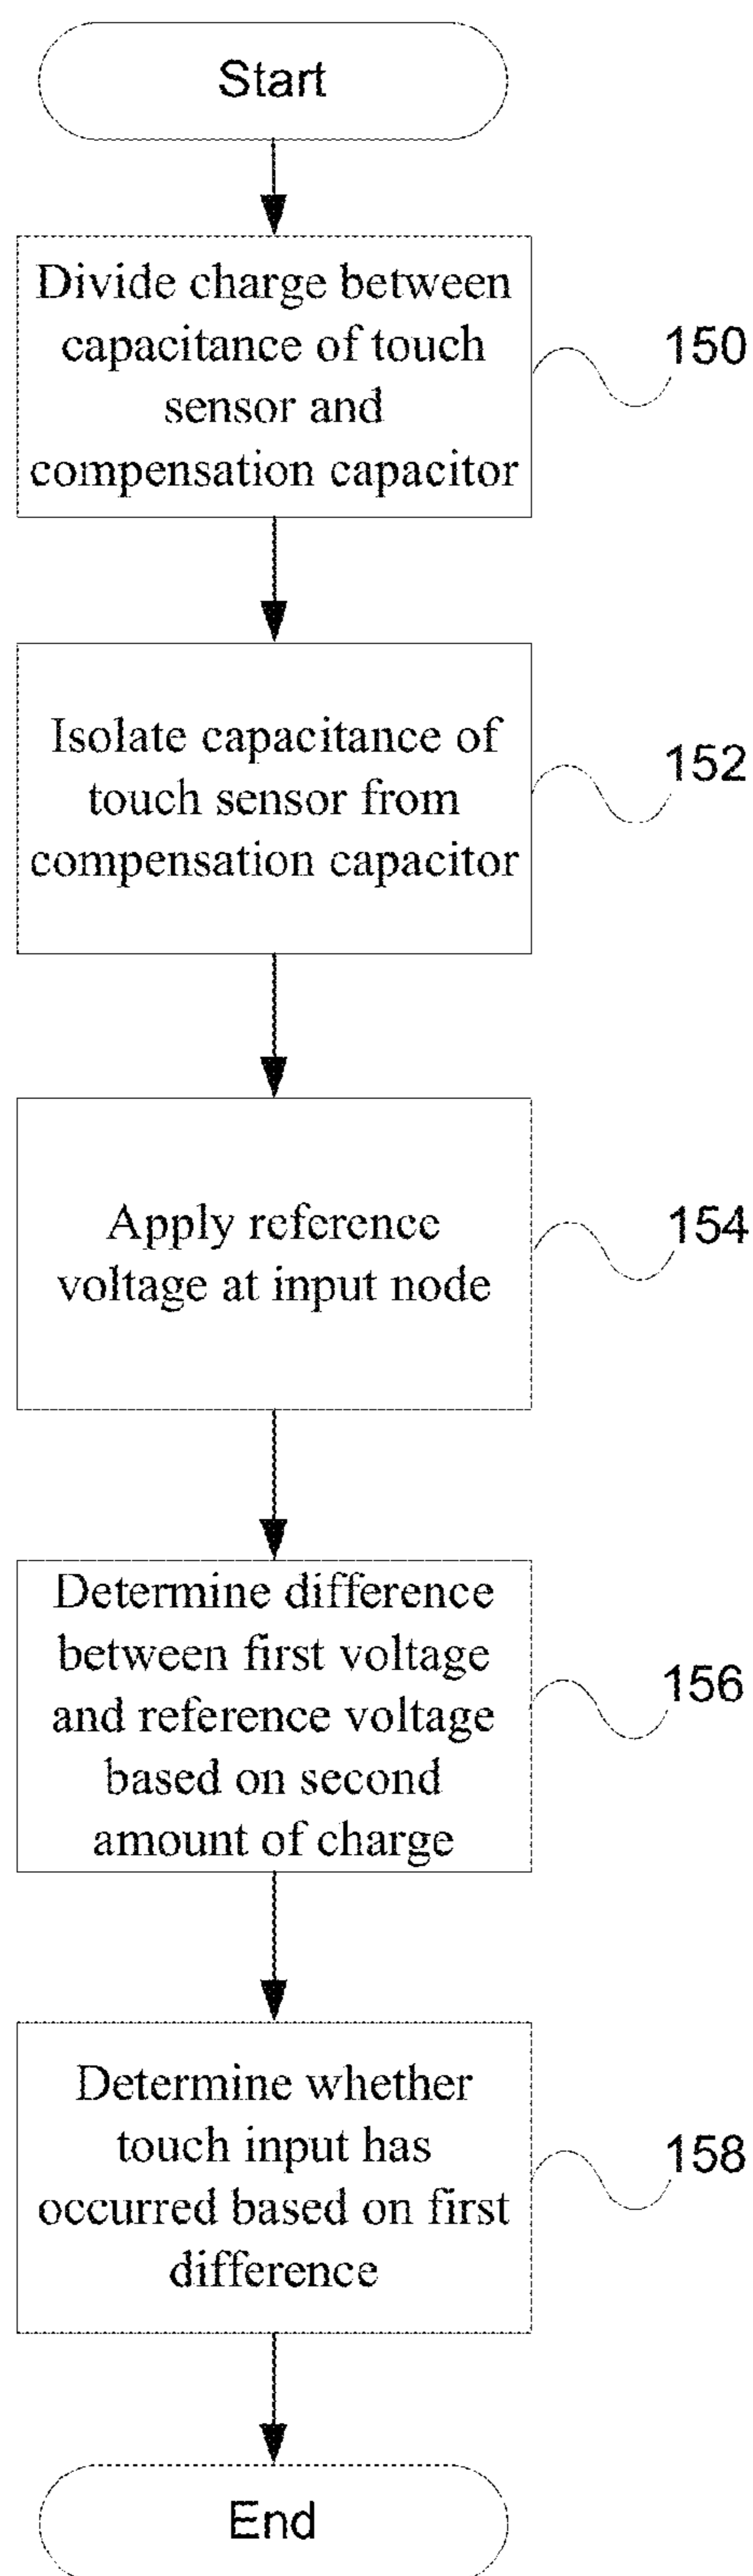 Start
Divide charge between
capacitance of touch
sensor and
compensation capacitor
150
Isolate capacitance of
touch sensor from
compensation capacitor
152
Apply reference
voltage at input node
154
Determine difference
between first voltage
and reference voltage
based on second
amount of charge
156
Determine whether
touch input has
occurred based on first
difference
158
End